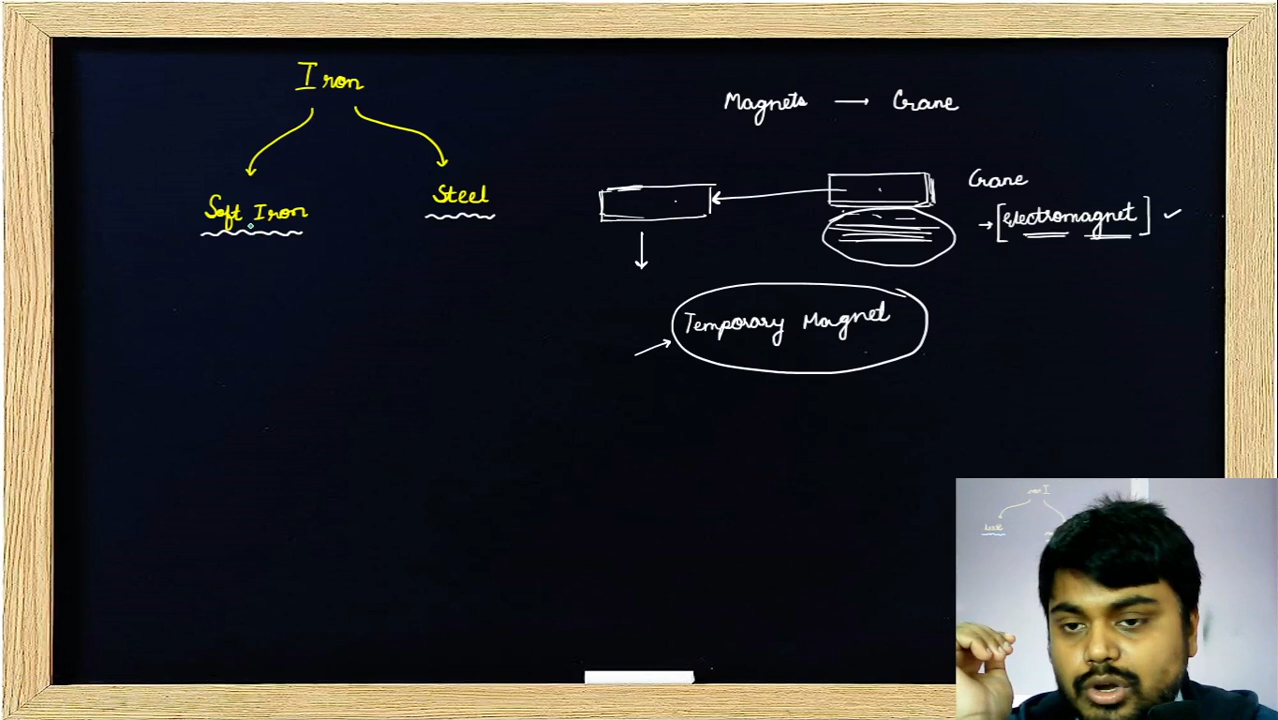 Iron
Soft Iron
Steel
Magnets → Crane
Crane
→ [Electromagnet] ✓
Temporary Magnet